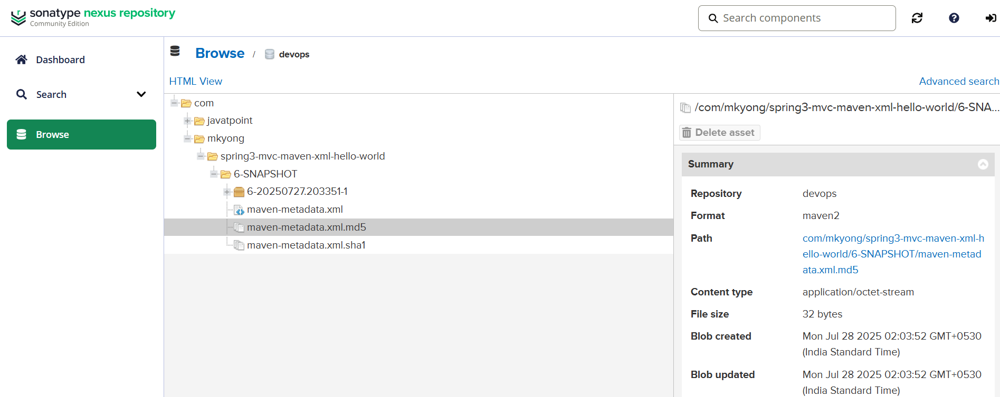 sonatype nexus repository
Community Edition
Search components
Dashboard
Search
Browse
Browse / devops
HTML View
Advanced search
com
javatpoint
mkyong
spring3-mvc-maven-xml-hello-world
6-SNAPSHOT
6-20250727.203351-1
maven-metadata.xml
maven-metadata.xml.md5
maven-metadata.xml.sha1
/com/mkyong/spring3-mvc-maven-xml-hello-world/6-SNA...
Delete asset
Summary
Repository devops
Format maven2
Path com/mkyong/spring3-mvc-maven-xml-h
ello-world/6-SNAPSHOT/maven-metad
ata.xml.md5
Content type application/octet-stream
File size 32 bytes
Blob created Mon Jul 28 2025 02:03:52 GMT+0530
(India Standard Time)
Blob updated Mon Jul 28 2025 02:03:52 GMT+0530
(India Standard Time)